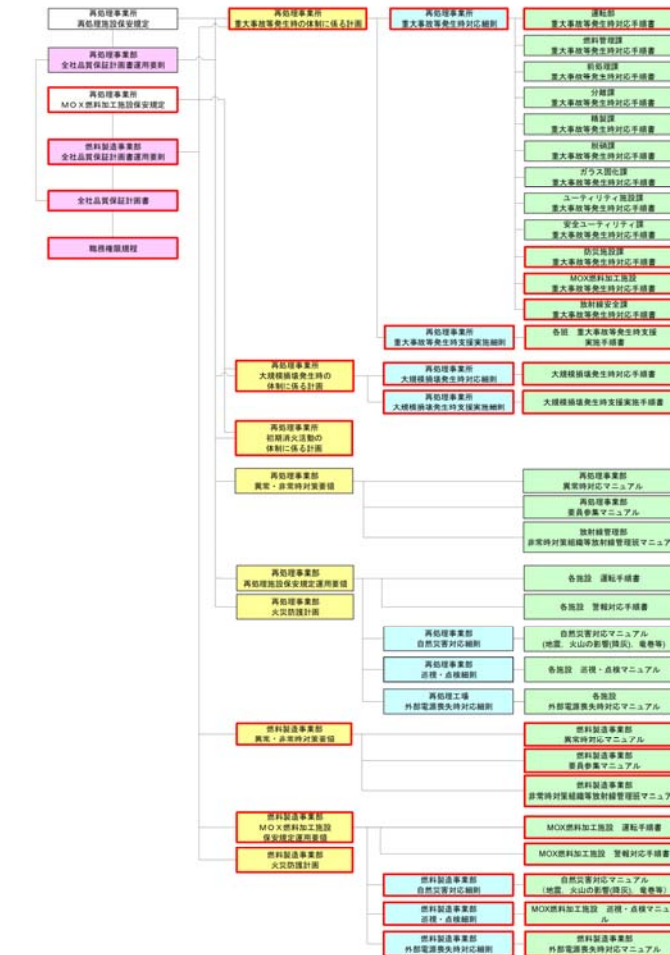 再処理事業所
再処理施設保安規定
再処理事業部
全社品質保証計画書運用要則
再処理事業所
MOX燃料加工施設保安規定
燃料製造事業部
全社品質保証計画書運用要則
全社品質保証計画書
職務権限規程
再処理事業所
重大事故等発生時の体制に係る計画
再処理事業所
大規模損壊発生時の
体制に係る計画
再処理事業所
初期消火活動の
体制に係る計画
再処理事業部
異常・非常時対策要領
再処理事業部
再処理施設保安規定運用要領
再処理事業部
火災防護計画
燃料製造事業部
異常・非常時対策要領
燃料製造事業部
MOX燃料加工施設
保安規定運用要領
燃料製造事業部
火災防護計画
再処理事業所
重大事故等発生時対応細則
再処理事業所
重大事故等発生時支援実施細則
再処理事業所
大規模損壊発生時対応細則
再処理事業所
大規模損壊発生時支援実施細則
再処理事業部
自然災害対応細則
再処理事業部
巡視・点検細則
再処理工場
外部電源喪失時対応細則
燃料製造事業部
自然災害対応細則
燃料製造事業部
巡視・点検細則
燃料製造事業部
外部電源喪失時対応細則
運転部
重大事故等発生時対応手順書
燃料管理課
重大事故等発生時対応手順書
前処理課
重大事故等発生時対応手順書
分離課
重大事故等発生時対応手順書
精製課
重大事故等発生時対応手順書
脱硝課
重大事故等発生時対応手順書
ガラス固化課
重大事故等発生時対応手順書
ユーティリティ施設課
重大事故等発生時対応手順書
安全ユーティリティ課
重大事故等発生時対応手順書
防災施設課
重大事故等発生時対応手順書
MOX燃料加工施設
重大事故等発生時対応手順書
放射線安全課
重大事故等発生時対応手順書
各班 重大事故等発生時支援
実施手順書
大規模損壊発生時対応手順書
大規模損壊発生時支援実施手順書
再処理事業部
異常時対応マニュアル
再処理事業部
要員参集マニュアル
放射線管理部
非常時対策組織等放射線管理班マニュア
各施設 運転手順書
各施設 警報対応手順書
自然災害対応マニュアル
(地震、火山の影響(降灰)、竜巻等)
各施設 巡視・点検マニュアル
各施設
外部電源喪失時対応マニュアル
燃料製造事業部
異常時対応マニュアル
燃料製造事業部
要員参集マニュアル
燃料製造事業部
非常時対策組織等放射線管理班マニュア
MOX燃料加工施設 運転手順書
MOX燃料加工施設 警報対応手順書
自然災害対応マニュアル
(地震、火山の影響(降灰)、竜巻等)
MOX燃料加工施設 巡視・点検マニュア
ル
燃料製造事業部
外部電源喪失時対応マニュアル